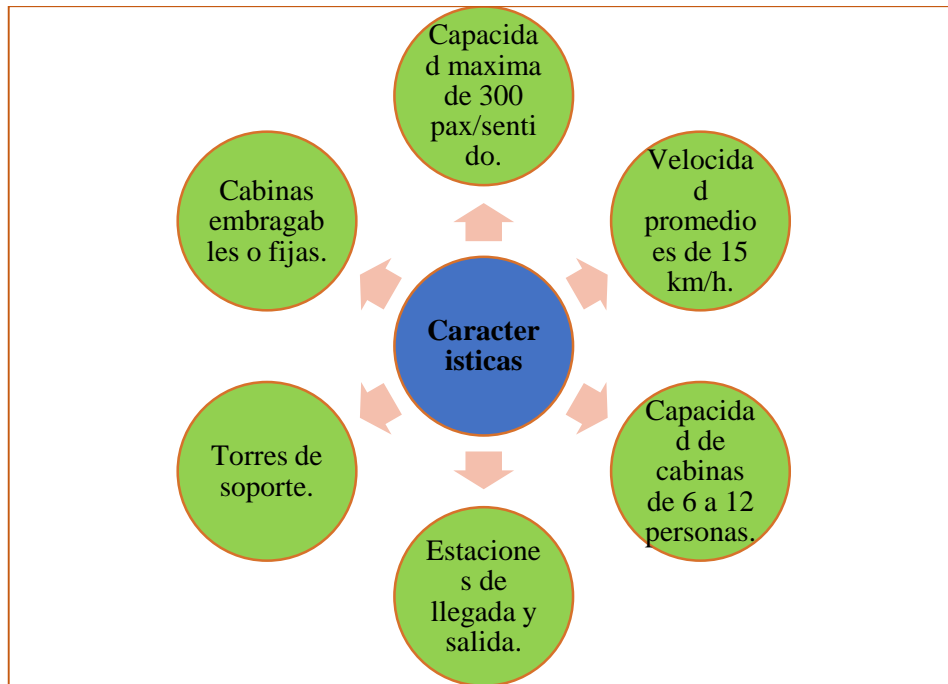 Capacida
d maxima
de 300
pax/senti
do.
Velocida
d
promedio
es de 15
km/h.
Capacida
d de
cabinas
de 6 a 12
personas.
Estacione
s de
llegada y
salida.
Torres de
soporte.
Cabinas
embragab
les o fijas.
Caracter
isticas